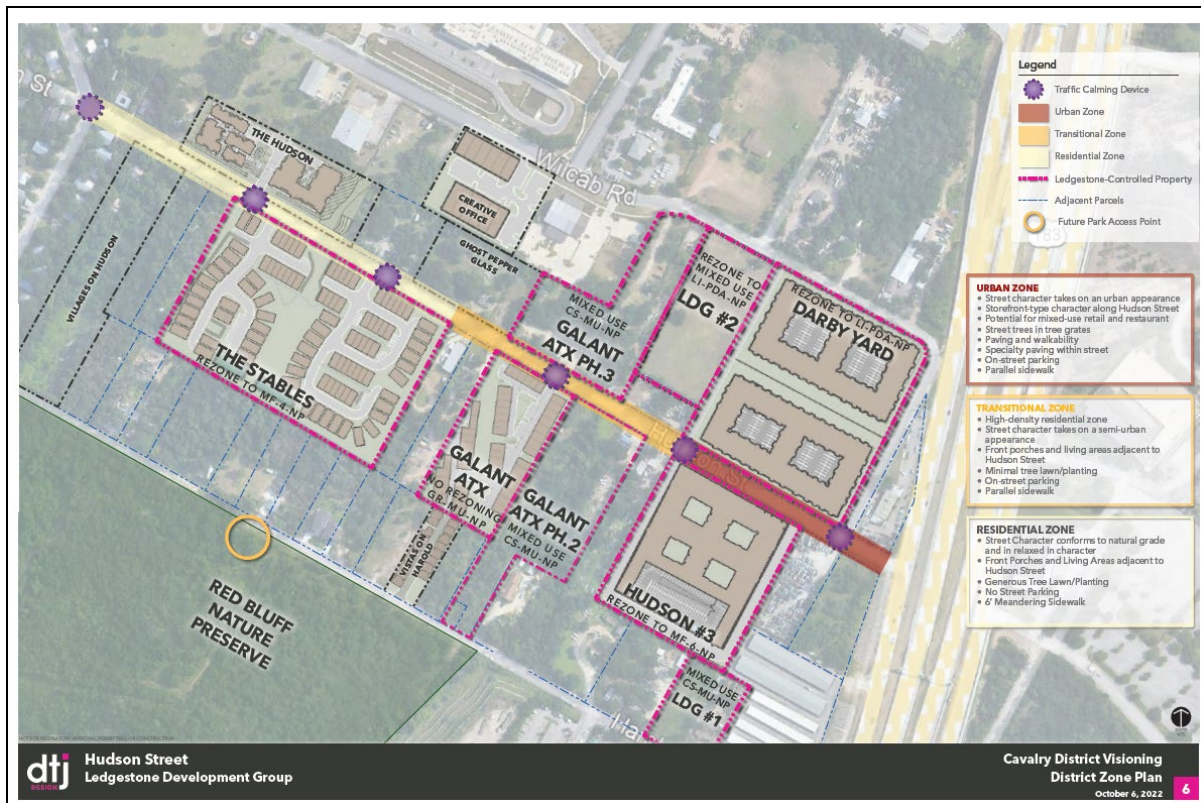 n St
THE HUDSON
Wilcab Rd
CREATIVE
OFFICE
GHOST PEPPER
GLASS
VILLAGES ON HUDSON
THE STABLES
REZONE TO MF-4-NP
MIXED USE
CS-MU-NP
GALANT
ATX PH.3
REZONE TO
MIXED USE
LI-PDA-NP
LDG #2
REZONE TO LI-PDA-NP
DARBY YARD
GALANT
ATX
NO REZONING
GR-MU-NP
GALANT
ATX PH.2
MIXED USE
CS-MU-NP
VISTAS ON
HAROLD
HUDSON #3
REZONE TO MF-6-NP
MIXED USE
CS-MU-NP
LDG #1
RED BLUFF
NATURE
PRESERVE
Legend
Traffic Calming Device
Urban Zone
Transitional Zone
Residential Zone
Ledgestone-Controlled Property
Adjacent Parcels
Future Park Access Point
183
URBAN ZONE
• Street character takes on an urban appearance
• Storefront-type character along Hudson Street
• Potential for mixed-use retail and restaurant
• Street trees in tree grates
• Paving and walkability
• Specialty paving within street
• On-street parking
• Parallel sidewalk
TRANSITIONAL ZONE
• High-density residential zone
• Street character takes on a semi-urban
appearance
• Front porches and living areas adjacent to
Hudson Street
• Minimal tree lawn/planting
• On-street parking
• Parallel sidewalk
RESIDENTIAL ZONE
• Street Character conforms to natural grade
and in relaxed in character
• Front Porches and Living Areas adjacent to
Hudson Street
• Generous Tree Lawn/Planting
• No Street Parking
• 6' Meandering Sidewalk
dtj
DESIGN
Hudson Street
Ledgestone Development Group
Cavalry District Visioning
District Zone Plan
October 6, 2022
6